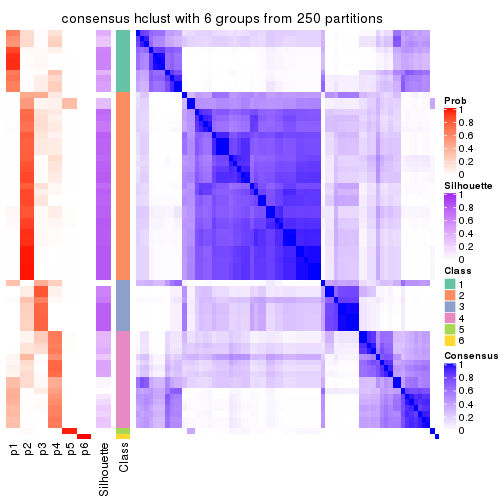 consensus hclust with 6 groups from 250 partitions
Prob
1
0.8
0.6
0.4
0.2
0
Silhouette
1
0.8
0.6
0.4
0.2
0
Class
1
2
3
4
5
6
Consensus
1
0.8
0.6
0.4
0.2
0
p1
p2
p3
p4
p5
p6
Silhouette
Class